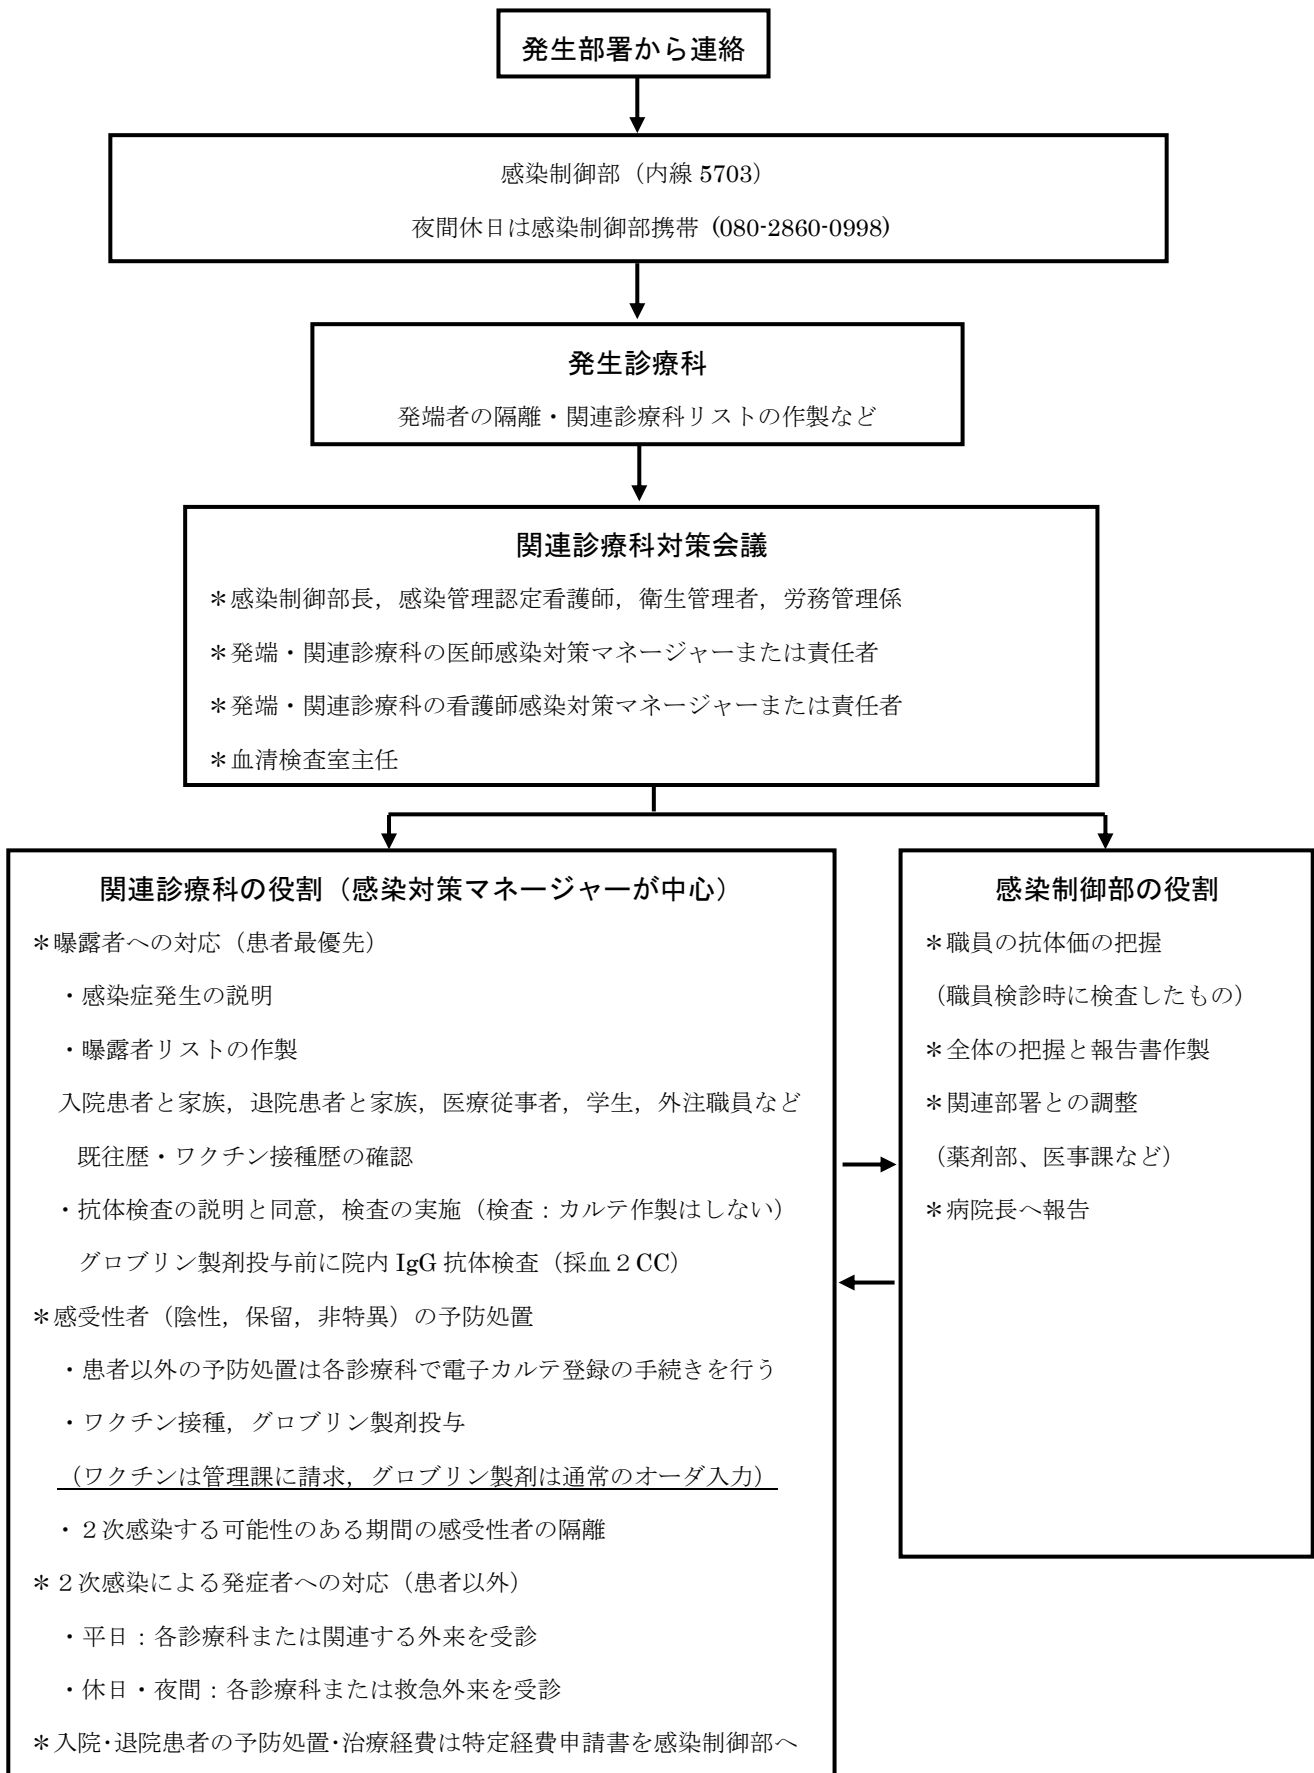 発生部署から連絡
感染制御部（内線 5703）
夜間休日は感染制御部携帯 (080-2860-0998)
発生診療科
発端者の隔離・関連診療科リストの作製など
関連診療科対策会議
＊感染制御部長，感染管理認定看護師，衛生管理者，労務管理係
＊発端・関連診療科の医師感染対策マネージャーまたは責任者
＊発端・関連診療科の看護師感染対策マネージャーまたは責任者
＊血清検査室主任
関連診療科の役割（感染対策マネージャーが中心）
＊曝露者への対応（患者最優先）
・感染症発生の説明
・曝露者リストの作製
入院患者と家族，退院患者と家族，医療従事者，学生，外注職員など
既往歴・ワクチン接種歴の確認
・抗体検査の説明と同意，検査の実施（検査：カルテ作製はしない）
グロブリン製剤投与前に院内 IgG 抗体検査（採血２CC）
＊感受性者（陰性，保留，非特異）の予防処置
・患者以外の予防処置は各診療科で電子カルテ登録の手続きを行う
・ワクチン接種，グロブリン製剤投与
（ワクチンは管理課に請求，グロブリン製剤は通常のオーダ入力）
・２次感染する可能性のある期間の感受性者の隔離
＊２次感染による発症者への対応（患者以外）
・平日：各診療科または関連する外来を受診
・休日・夜間：各診療科または救急外来を受診
＊入院・退院患者の予防処置・治療経費は特定経費申請書を感染制御部へ
感染制御部の役割
＊職員の抗体価の把握
（職員検診時に検査したもの）
＊全体の把握と報告書作製
＊関連部署との調整
（薬剤部、医事課など）
＊病院長へ報告